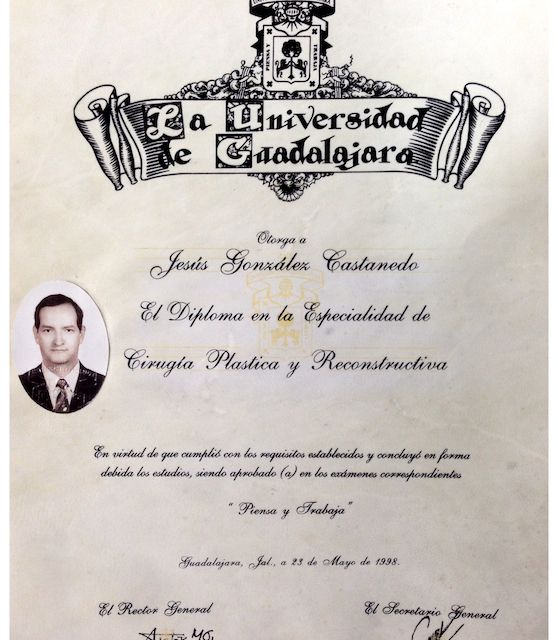 PIENSA Y
TRABAJA
La Universidad
de Guadalajara
Otorga a
Jesús González Castanedo
El Diploma en la Especialidad de
Cirugía Plastica y Reconstructiva
En virtud de que cumplió con los requisitos establecidos y concluyó en forma
debida los estudios, siendo aprobado (a) en los exámenes correspondientes
“ Piensa y Trabaja”
Guadalajara, Jal., a 23 de Mayo de 1998.
El Rector General
El Secretario General